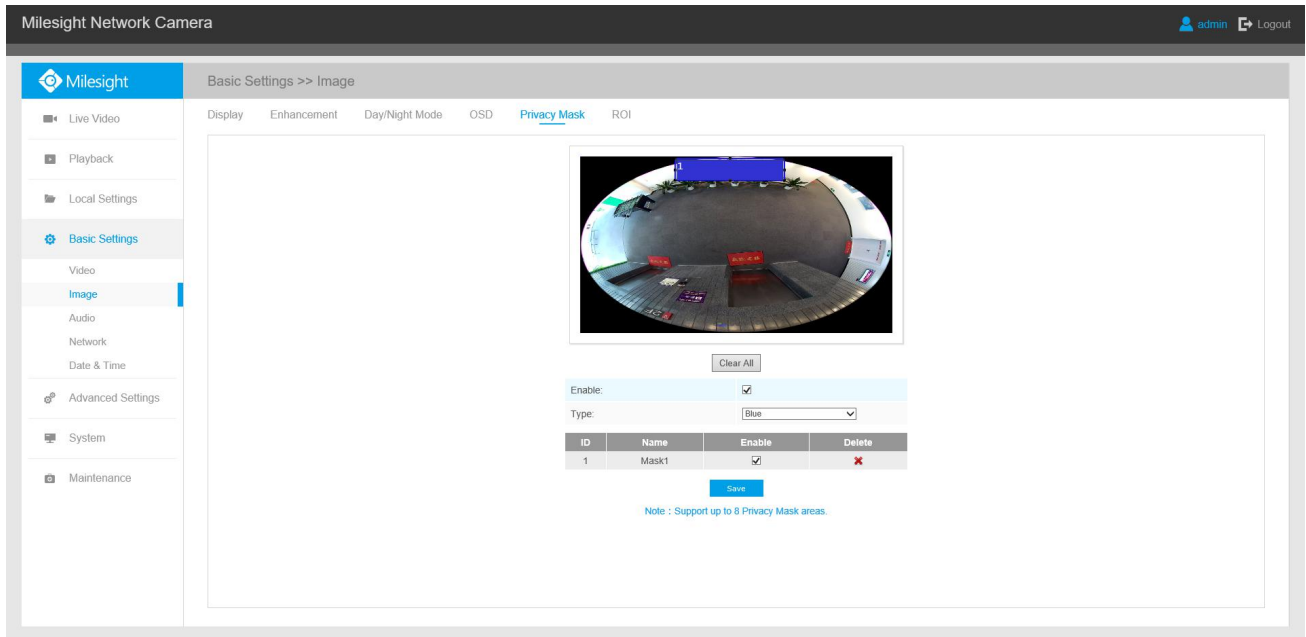 Milesight Network Camera
admin Logout
Milesight
Basic Settings >> Image
Live Video
Playback
Local Settings
Basic Settings
Video
Image
Audio
Network
Date & Time
Advanced Settings
System
Maintenance
Display Enhancement Day/Night Mode OSD Privacy Mask ROI
1
Clear All
Enable:
Type: Blue
ID Name Enable Delete
1 Mask1
Save
Note : Support up to 8 Privacy Mask areas.